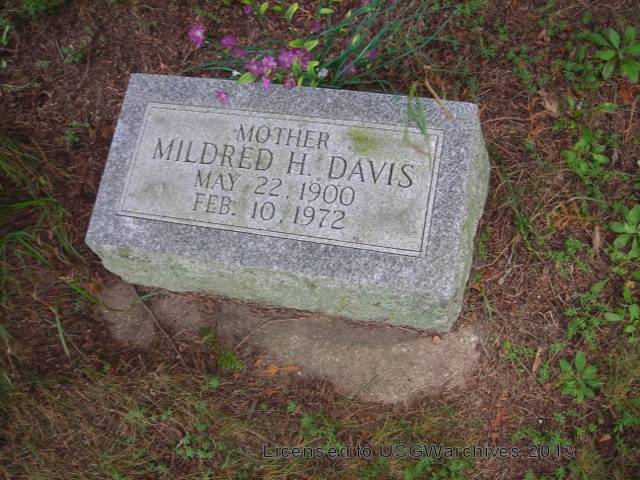 MOTHER
MILDRED H. DAVIS
MAY 22, 1900
FEB. 10, 1972
Licensed to USGWarchives 2013